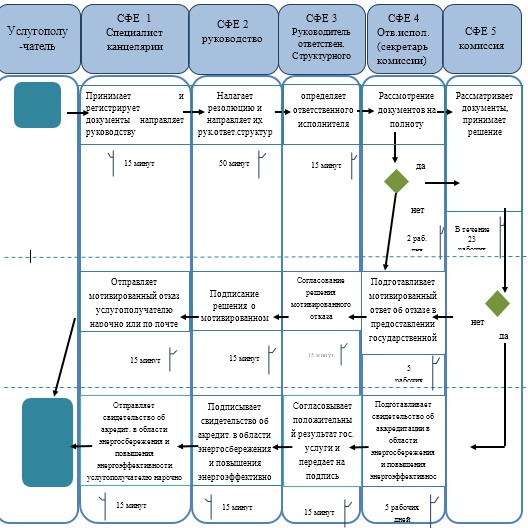 Услугополу
-чатель
СФЕ 1
Специалист
канцелярии
СФЕ 2
руководство
СФЕ 3
Руководитель
ответствен.
Структурного
СФЕ 4
Отв.испол.
(секретарь
комиссии)
СФЕ 5
комиссия
Принимает и
регистрирует
документы направляет
руководству
Налагает
резолюцию и
направляет их
рук.ответ.структур
определяет
ответственного
исполнителя
Рассмотрение
документов на
полноту
Рассматривает
документы,
принимает
решение
15 минут
50 минут
15 минут
да
нет
2 раб.
дня
В течение
23
рабочих
Отправляет
мотивированный отказ
услугополучателю
нарочно или по почте
Подписание
решения о
мотивированном
Согласование
решения
мотивированного
отказа
Подготавливает
мотивированный
ответ об отказе в
предоставлении
государственной
нет
да
15 минут
15 минут
15 минут
5
рабочих
Отправляет
свидетельство об
акредит. в области
энергосбережения и
повышения
энергоэффективности
услугополучателю нарочно
Подписывает
свидетельство об
акредит. в области
энергосбережения
и повышения
энергоэффективно
Согласовывает
положительны
й результат гос.
услуги и
передает на
подпись
Подготавливает
свидетельство об
аккредитации в
области
энергосбережения
и повышения
энергоэффективнос
15 минут
15 минут
15 минут
5 рабочих
дней